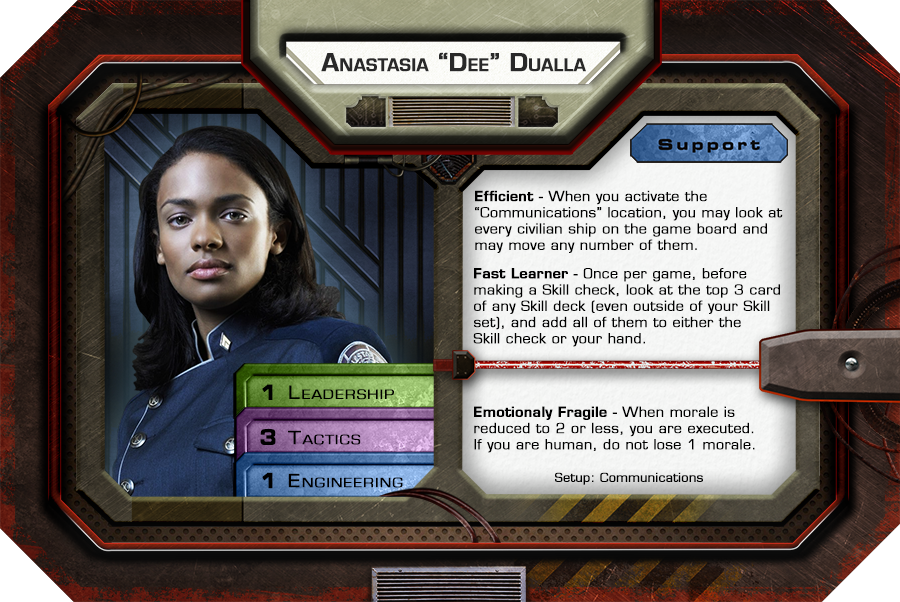 Anastasia “Dee” Dualla
Support
Efficient - When you activate the
“Communications” location, you may look at
every civilian ship on the game board and
may move any number of them.
Fast Learner - Once per game, before
making a Skill check, look at the top 3 card
of any Skill deck (even outside of your Skill
set), and add all of them to either the
Skill check or your hand.
1 Leadership
3 Tactics
1 Engineering
Emotionaly Fragile - When morale is
reduced to 2 or less, you are executed.
If you are human, do not lose 1 morale.
Setup: Communications